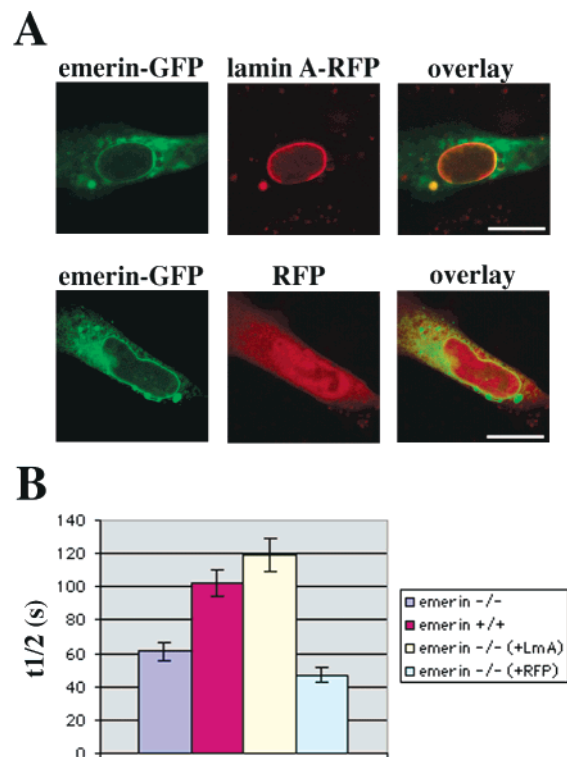 A
emerin-GFP lamin A-RFP overlay
emerin-GFP RFP overlay
B
140
120
100
80
60
40
20
0
t1/2 (s)
emerin -/-
emerin +/+
emerin -/- (+LmA)
emerin -/- (+RFP)